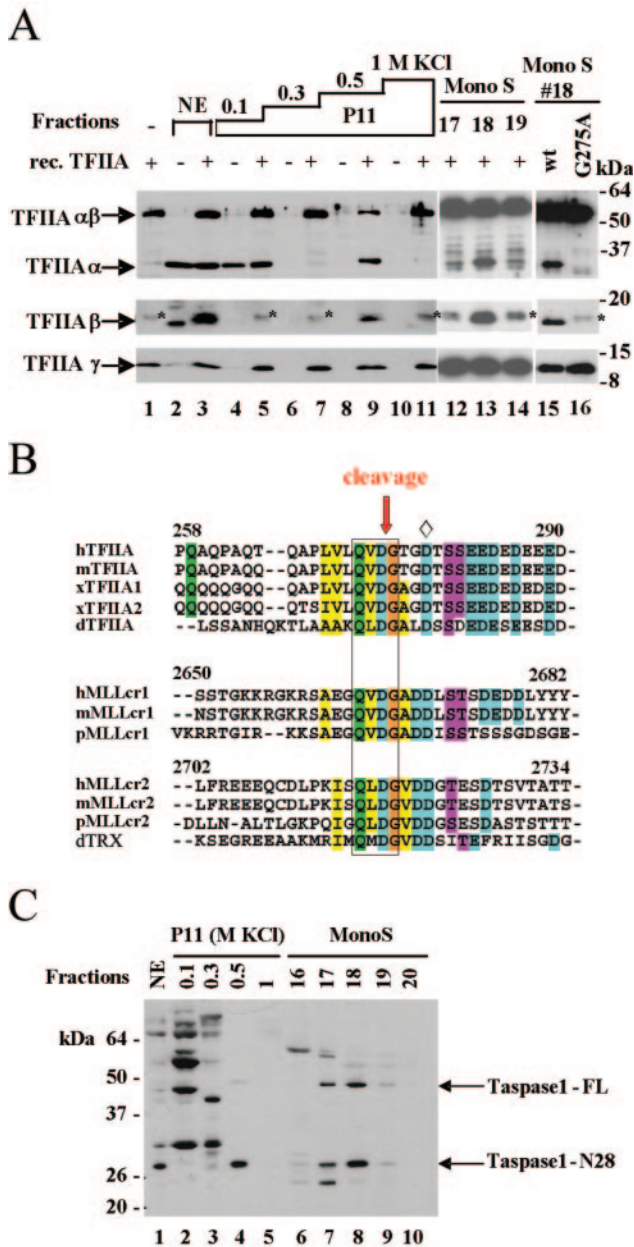 A
1 M KCl
Mono S
0.5
Mono S
#18
0.3
NE
0.1
P11
Fractions
-
17 18 19
wt
G275A
rec. TFIIA
+ - + - + - + - + - + + + +
kDa
TFIIA αβ
-64
-50
-37
TFIIA α
-20
TFIIA β
* * * * * * *
-15
TFIIA γ
-8
1 2 3 4 5 6 7 8 9 10 11 12 13 14 15 16
B
cleavage
258 290
hTFIIA PQAQPAQT--QAPLVLQVDGTGDTSSEEDEDEEED-
mTFIIA PQAQPAQT--QAPLVLQVDGTGDTSSEEDEDEEED-
xTFIIA1 QQQQQGQQ--QAPLVLQVDGAGDTSSEEDEDEEED-
xTFIIA2 QQQQQGQQ--QTSIVLQVDGAGDTSSEEDEDEEED-
dTFIIA --LSSANHQKTLAAAKQLDGALDSSDEDESEESDD-
2650 2682
hMLLcr1 --SSTGKKRGKRSAEGQVDGADDLSTSDEDDLYYY-
mMLLcr1 --NSTGKKRGKRSAEGQVDGADDLSTSDEDDLYYY-
pMLLcr1 VKRRTGIR--KKSAEGQVDGADDISSTSSSGDSGE-
2702 2734
hMLLcr2 --LFREEEQCDLPKISQLDGVDDGTESDTSVTATT-
mMLLcr2 --LFREEEQCDLPKISQLDGVDDGTESDTSVTATS-
pMLLcr2 -DLLN-ALTLGKPQIGQLDGVDDGSESDASTSTTT-
dTRX --KSEGREEAAKMRIMQMDGVDDSITEFRIISGDG-
C
P11 (M KCl) MonoS
Fractions NE 0.1 0.3 0.5 1 16 17 18 19 20
kDa
64 -
50 -
Taspase1 - FL
37 -
26 -
Taspase1 - N28
20 -
1 2 3 4 5 6 7 8 9 10